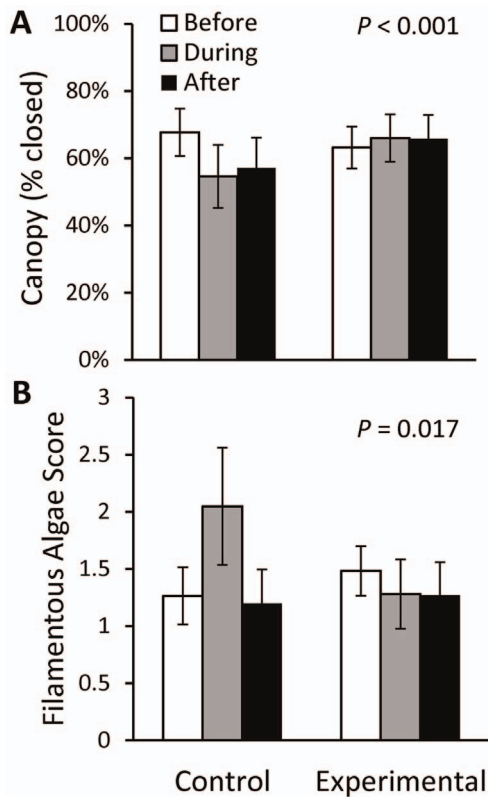 A
100%
Before
P < 0.001
During
80%
After
60%
40%
20%
0%
Canopy (% closed)
B
3
P = 0.017
2.5
2
1.5
1
0.5
0
Filamentous Algae Score
Control
Experimental